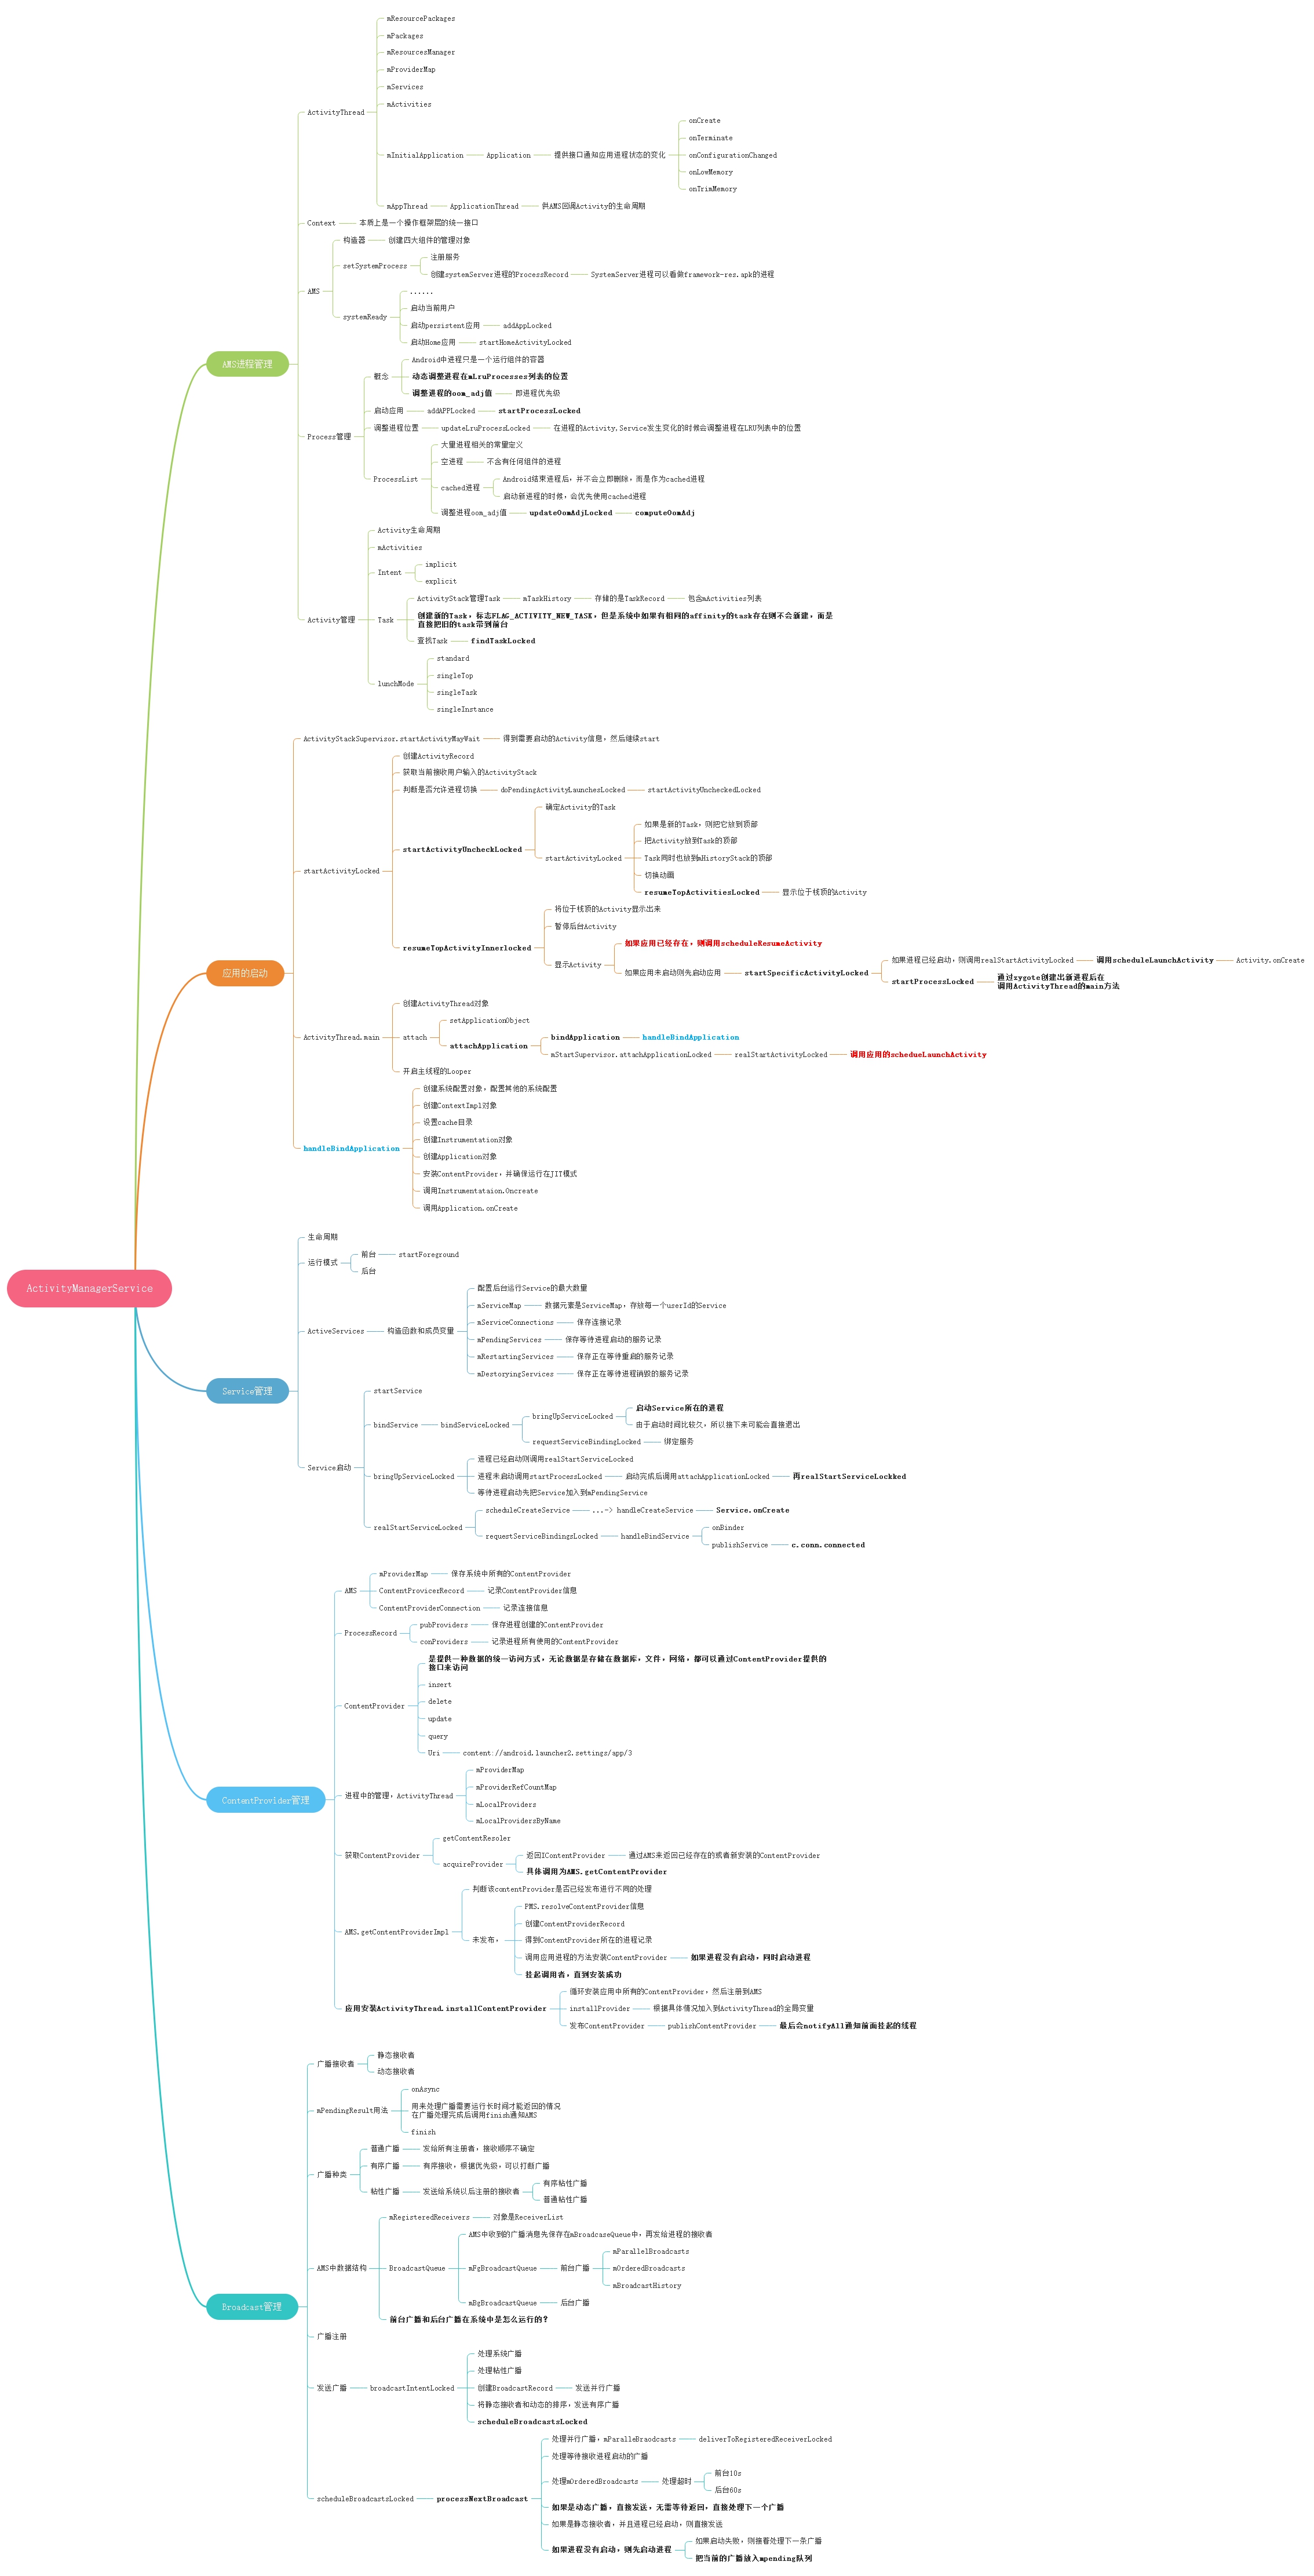 ActivityManagerService
AMS进程管理
ActivityThread
mResourcePackages
mPackages
mResourcesManager
mProviderMap
mServices
mActivities
mInitialApplication
Application
提供接口通知应用进程状态的变化
onCreate
onTerminate
onConfigurationChanged
onLowMemory
onTrimMemory
mAppThread
ApplicationThread
供AMS回调Activity的生命周期
Context
本质上是一个操作框架层的统一接口
AMS
构造器
创建四大组件的管理对象
setSystemProcess
注册服务
创建systemServer进程的ProcessRecord
SystemServer进程可以看做framework-res.apk的进程
systemReady
......
启动当前用户
启动persistent应用
addAppLocked
启动Home应用
startHomeActivityLocked
Process管理
概念
Android中进程只是一个运行组件的容器
动态调整进程在mLruProcesses列表的位置
调整进程的oom_adj值
即进程优先级
启动应用
addAPPLocked
startProcessLocked
调整进程位置
updateLruProcessLocked
在进程的Activity.Service发生变化的时候会调整进程在LRU列表中的位置
ProcessList
大量进程相关的常量定义
空进程
不含有任何组件的进程
cached进程
Android结束进程后，并不会立即删除，而是作为cached进程
启动新进程的时候，会优先使用cached进程
调整进程oom_adj值
updateOomAdjLocked
computeOomAdj
Activity管理
Activity生命周期
mActivities
Intent
implicit
explicit
Task
ActivityStack管理Task
mTaskHistory
存储的是TaskRecord
包含mActivities列表
创建新的Task，标志FLAG_ACTIVITY_NEW_TASK，但是系统中如果有相同的affinity的task存在则不会新建，而是
直接把旧的task带到前台
查找Task
findTaskLocked
lunchMode
standard
singleTop
singleTask
singleInstance
应用的启动
ActivityStackSupervisor.startActivityMayWait
得到需要启动的Activity信息，然后继续start
startActivityLocked
创建ActivityRecord
获取当前接收用户输入的ActivityStack
判断是否允许进程切换
doPendingActivityLaunchesLocked
startActivityUncheckedLocked
startActivityUncheckLocked
确定Activity的Task
startActivityLocked
如果是新的Task，则把它放到顶部
把Activity放到Task的顶部
Task同时也放到mHistoryStack的顶部
切换动画
resumeTopActivitiesLocked
显示位于栈顶的Activity
resumeTopActivityInnerlocked
将位于栈顶的Activity显示出来
暂停后台Activity
显示Activity
如果应用已经存在，则调用scheduleResumeActivity
如果应用未启动则先启动应用
startSpecificActivityLocked
如果进程已经启动，则调用realStartActivityLocked
调用scheduleLaunchActivity
Activity.onCreate
startProcessLocked
通过zygote创建出新进程后在
调用ActivityThread的main方法
ActivityThread.main
创建ActivityThread对象
attach
setApplicationObject
attachApplication
bindApplication
handleBindApplication
mStartSupervisor.attachApplicationLocked
realStartActivityLocked
调用应用的schedueLaunchActivity
开启主线程的Looper
handleBindApplication
创建系统配置对象，配置其他的系统配置
创建ContextImpl对象
设置cache目录
创建Instrumentation对象
创建Application对象
安装ContentProvider，并确保运行在JIT模式
调用Instrumentataion.Oncreate
调用Application.onCreate
Service管理
生命周期
运行模式
前台
startForeground
后台
ActiveServices
构造函数和成员变量
配置后台运行Service的最大数量
mServiceMap
数据元素是ServiceMap，存放每一个userId的Service
mServiceConnections
保存连接记录
mPendingServices
保存等待进程启动的服务记录
mRestartingServices
保存正在等待重启的服务记录
mDestoryingServices
保存正在等待进程销毁的服务记录
Service启动
startService
bindService
bindServiceLocked
bringUpServiceLocked
启动Service所在的进程
由于启动时间比较久，所以接下来可能会直接退出
requestServiceBindingLocked
绑定服务
bringUpServiceLocked
进程已经启动则调用realStartServiceLocked
进程未启动调用startProcessLocked
启动完成后调用attachApplicationLocked
再realStartServiceLockked
等待进程启动先把Service加入到mPendingService
realStartServiceLocked
scheduleCreateService
...-> handleCreateService
Service.onCreate
requestServiceBindingsLocked
handleBindService
onBinder
publishService
c.conn.connected
ContentProvider管理
AMS
mProviderMap
保存系统中所有的ContentProvider
ContentProvicerRecord
记录ContentProvider信息
ContentProviderConnection
记录连接信息
ProcessRecord
pubProviders
保存进程创建的ContentProvider
conProviders
记录进程所有使用的ContentProvider
ContentProvider
是提供一种数据的统一访问方式，无论数据是存储在数据库，文件，网络，都可以通过ContentProvider提供的
接口来访问
insert
delete
update
query
Uri
content://android.launcher2.settings/app/3
进程中的管理，ActivityThread
mProviderMap
mProviderRefCountMap
mLocalProviders
mLocalProvidersByName
获取ContentProvider
getContentResoler
acquireProvider
返回IContentProvider
通过AMS来返回已经存在的或者新安装的ContentProvider
具体调用为AMS.getContentProvider
AMS.getContentProviderImpl
判断该contentProvider是否已经发布进行不同的处理
未发布，
PMS.resolveContentProvider信息
创建ContentProviderRecord
得到ContentProvider所在的进程记录
调用应用进程的方法安装ContentProvider
如果进程没有启动，同时启动进程
挂起调用者，直到安装成功
应用安装ActivityThread.installContentProvider
循环安装应用中所有的ContentProvider，然后注册到AMS
installProvider
根据具体情况加入到ActivityThread的全局变量
发布ContentProvider
publishContentProvider
最后会notifyAll通知前面挂起的线程
Broadcast管理
广播接收者
静态接收者
动态接收者
mPendingResult用法
onAsync
用来处理广播需要运行长时间才能返回的情况
在广播处理完成后调用finish通知AMS
finish
广播种类
普通广播
发给所有注册者，接收顺序不确定
有序广播
有序接收，根据优先级，可以打断广播
粘性广播
发送给系统以后注册的接收者
有序粘性广播
普通粘性广播
AMS中数据结构
mRegisteredReceivers
对象是ReceiverList
BroadcastQueue
AMS中收到的广播消息先保存在mBroadcaseQueue中，再发给进程的接收者
mFgBroadcastQueue
前台广播
mParallelBroadcasts
mOrderedBroadcasts
mBroadcastHistory
mBgBroadcastQueue
后台广播
前台广播和后台广播在系统中是怎么运行的？
广播注册
发送广播
broadcastIntentLocked
处理系统广播
处理粘性广播
创建BroadcastRecord
发送并行广播
将静态接收者和动态的排序，发送有序广播
scheduleBroadcastsLocked
scheduleBroadcastsLocked
processNextBroadcast
处理并行广播，mParalleBraodcasts
deliverToRegisteredReceiverLocked
处理等待接收进程启动的广播
处理mOrderedBroadcasts
处理超时
前台10s
后台60s
如果是动态广播，直接发送，无需等待返回，直接处理下一个广播
如果是静态接收者，并且进程已经启动，则直接发送
如果进程没有启动，则先启动进程
如果启动失败，则接着处理下一条广播
把当前的广播放入mpending队列